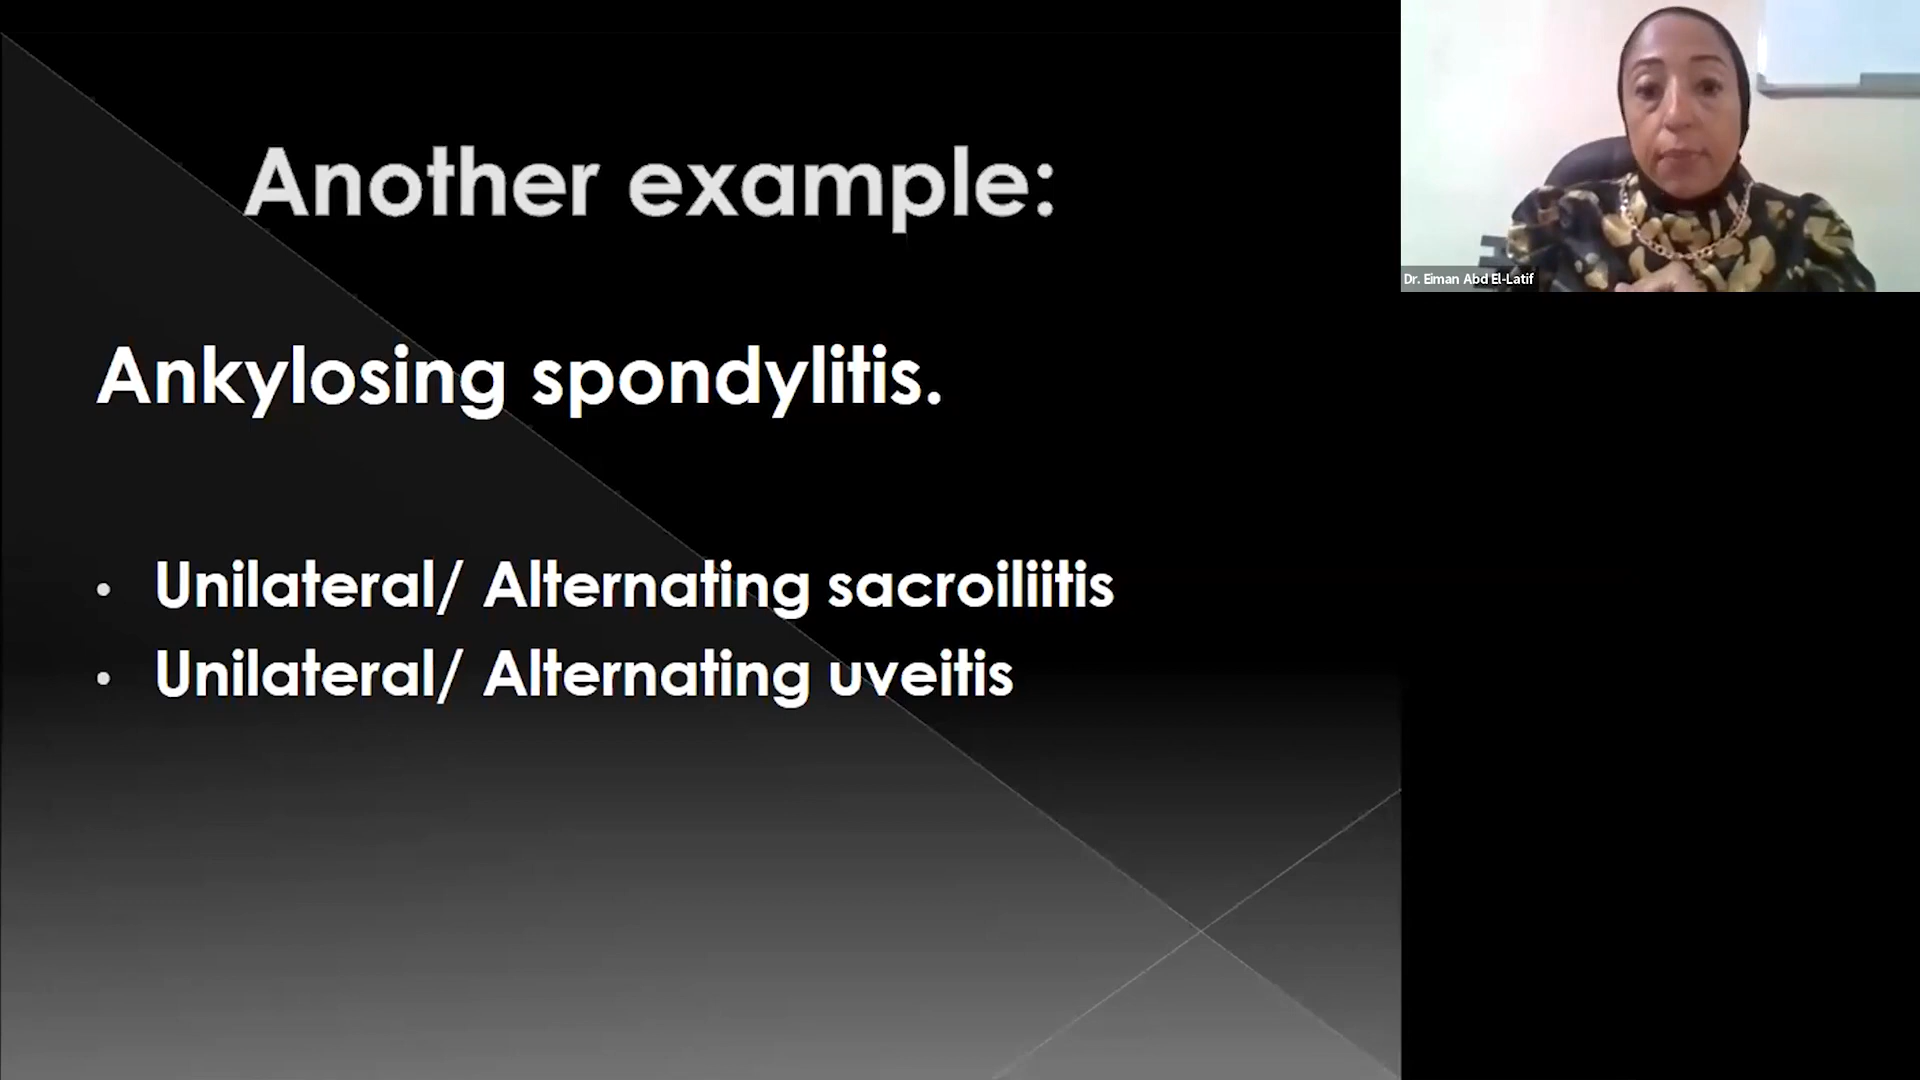 Another example:
Ankylosing spondylitis.
• Unilateral/ Alternating sacroiliitis
• Unilateral/ Alternating uveitis
Dr. Eiman Abd El-Latif